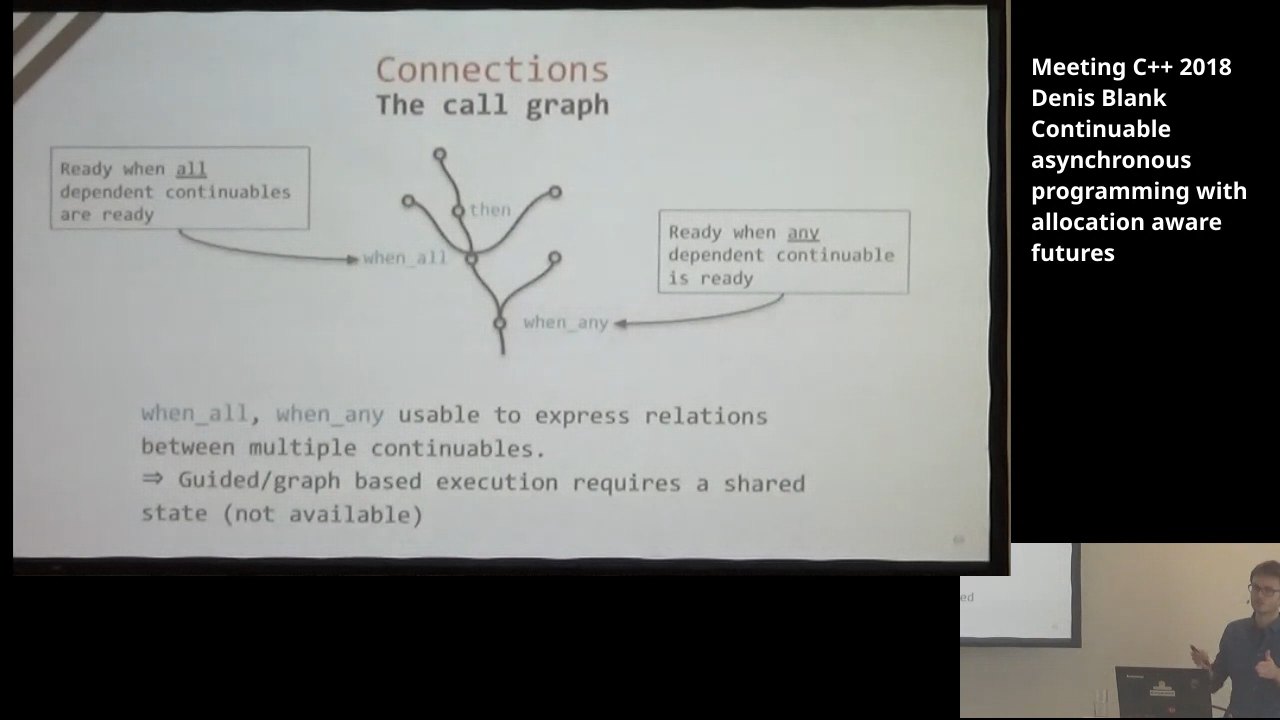 Connections
The call graph
Ready when all
dependent continuables
are ready
then
when_all
Ready when any
dependent continuable
is ready
when_any
when_all, when_any usable to express relations
between multiple continuables.
⇒ Guided/graph based execution requires a shared
state (not available)
Meeting C++ 2018
Denis Blank
Continuable
asynchronous
programming with
allocation aware
futures
ed